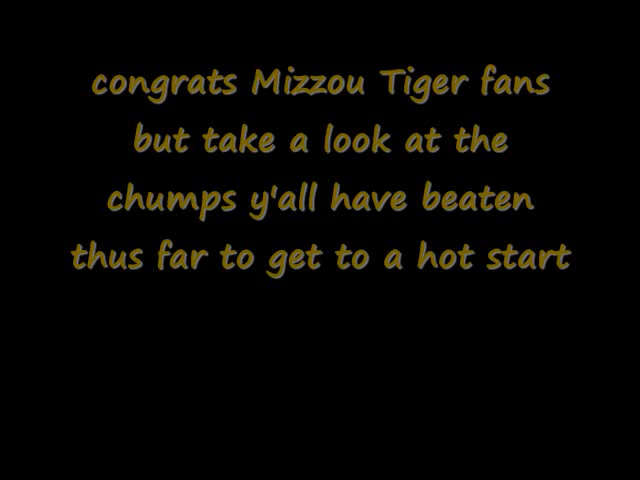 congrats Mizzou Tiger fans
but take a look at the
chumps y'all have beaten
thus far to get to a hot start